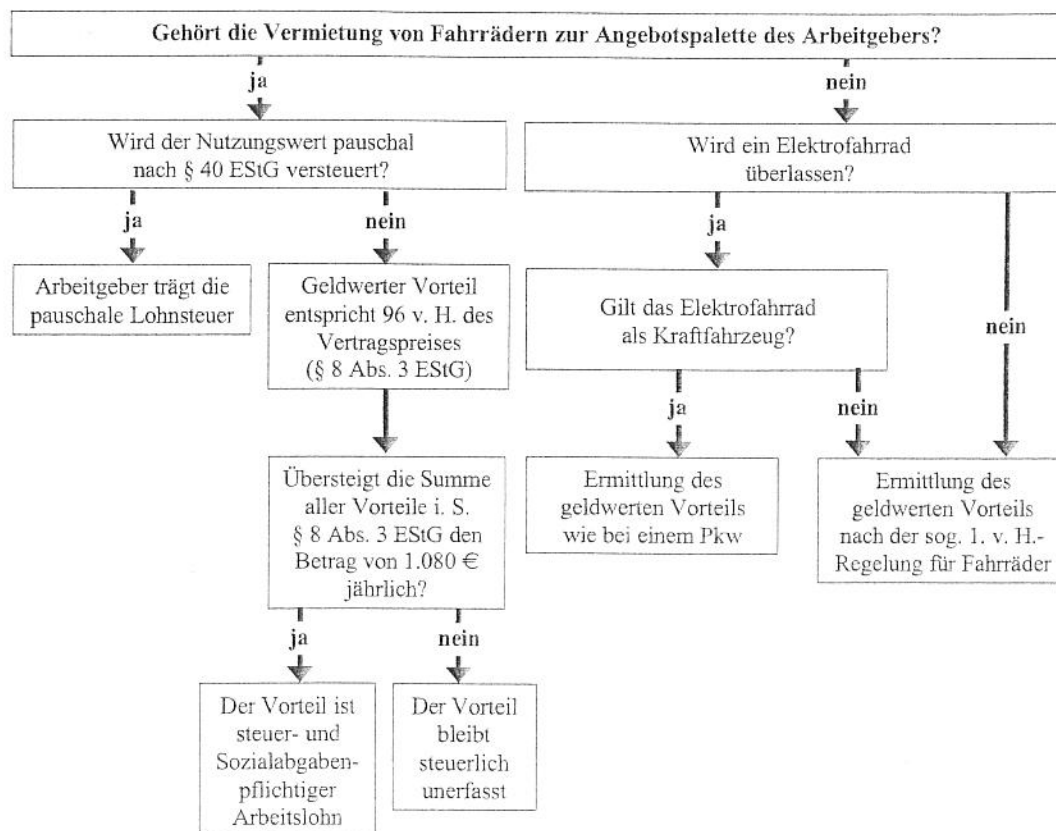 Gehört die Vermietung von Fahrrädern zur Angebotspalette des Arbeitgebers?
ja
nein
Wird der Nutzungswert pauschal
nach § 40 EStG versteuert?
Wird ein Elektrofahrrad
überlassen?
ja
nein
ja
nein
Arbeitgeber trägt die
pauschale Lohnsteuer
Geldwerter Vorteil
entspricht 96 v. H. des
Vertragspreises
(§ 8 Abs. 3 EStG)
Gilt das Elektrofahrrad
als Kraftfahrzeug?
ja
nein
Übersteigt die Summe
aller Vorteile i. S.
§ 8 Abs. 3 EStG den
Betrag von 1.080 €
jährlich?
Ermittlung des
geldwerten Vorteils
wie bei einem Pkw
Ermittlung des
geldwerten Vorteils
nach der sog. 1. v. H.-
Regelung für Fahrräder
ja
nein
Der Vorteil ist
steuer- und
Sozialabgaben-
pflichtiger
Arbeitslohn
Der Vorteil
bleibt
steuerlich
unerfasst